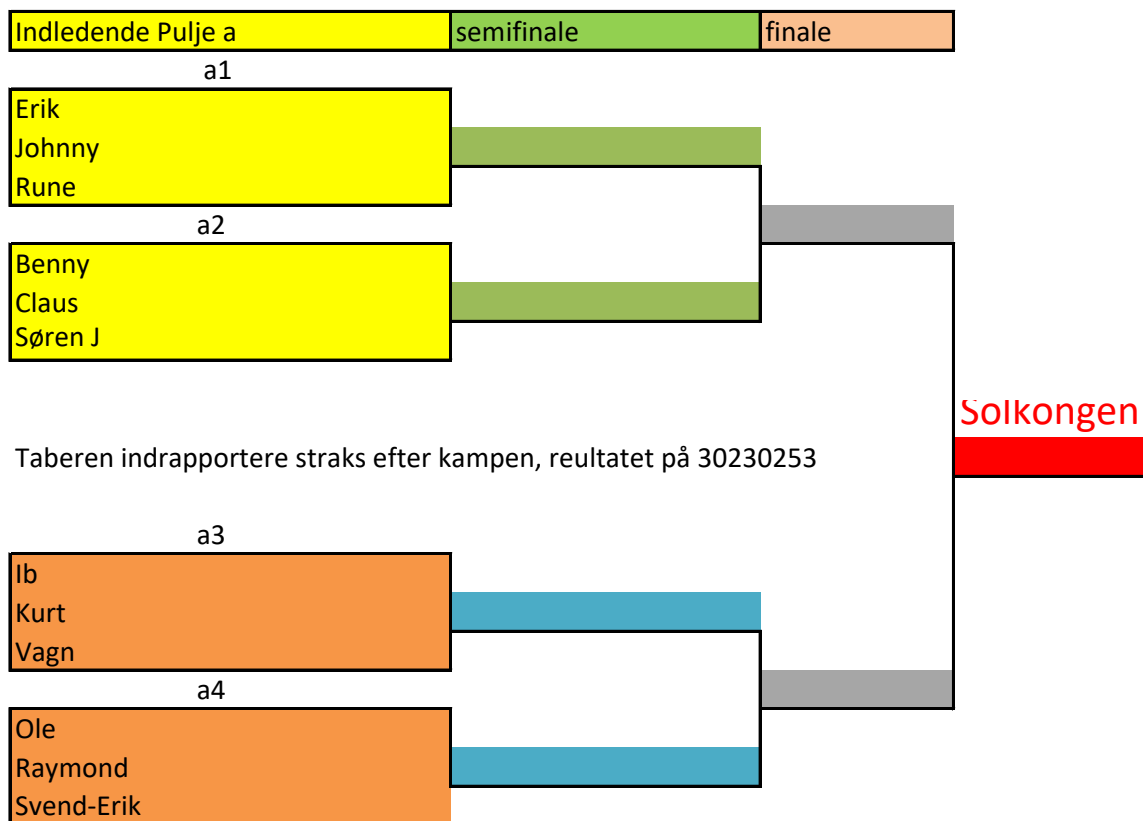 Indledende Pulje a semifinale finale
a1
Erik
Johnny
Rune
a2
Benny
Claus
Søren J
Solkongen
Taberen indrapportere straks efter kampen, reultatet på 30230253
a3
Ib
Kurt
Vagn
a4
Ole
Raymond
Svend-Erik